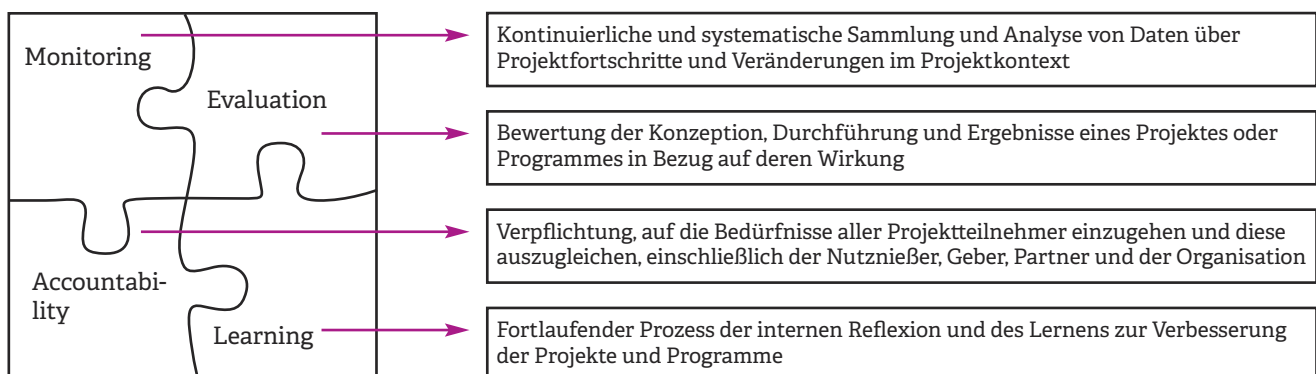 Monitoring
Kontinuierliche und systematische Sammlung und Analyse von Daten über
Projektfortschritte und Veränderungen im Projektkontext
Evaluation
Bewertung der Konzeption, Durchführung und Ergebnisse eines Projektes oder
Programmes in Bezug auf deren Wirkung
Accountabi-
lity
Verpflichtung, auf die Bedürfnisse aller Projektteilnehmer einzugehen und diese
auszugleichen, einschließlich der Nutznießer, Geber, Partner und der Organisation
Learning
Fortlaufender Prozess der internen Reflexion und des Lernens zur Verbesserung
der Projekte und Programme